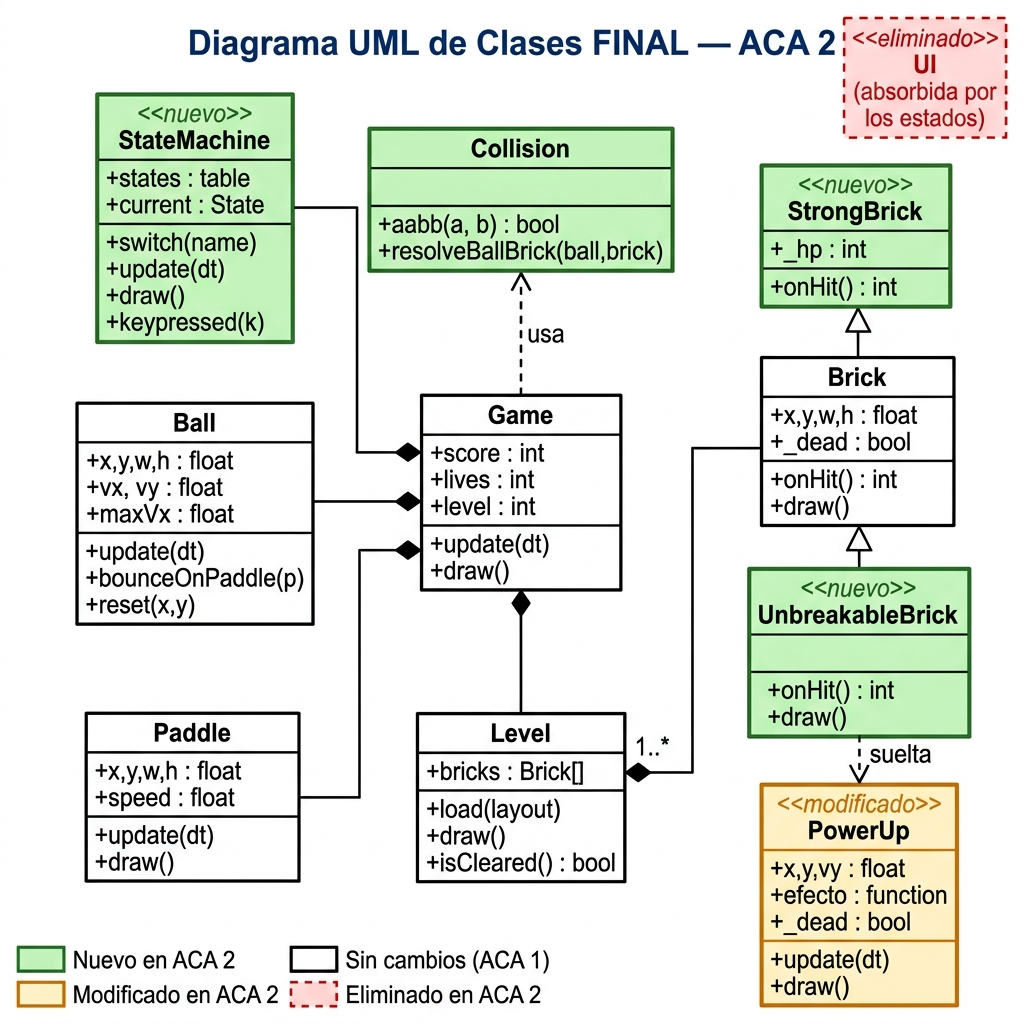 Diagrama UML de Clases FINAL — ACA 2
<<eliminado>>
UI
(absorbida por
los estados)
<<nuevo>>
StateMachine
+states : table
+current : State
+switch(name)
+update(dt)
+draw()
+keypressed(k)
Collision
+aabb(a, b) : bool
+resolveBallBrick(ball,brick)
<<nuevo>>
StrongBrick
+_hp : int
+onHit() : int
usa
Ball
+x,y,w,h : float
+vx, vy : float
+maxVx : float
+update(dt)
+bounceOnPaddle(p)
+reset(x,y)
Game
+score : int
+lives : int
+level : int
+update(dt)
+draw()
Brick
+x,y,w,h : float
+_dead : bool
+onHit() : int
+draw()
<<nuevo>>
UnbreakableBrick
+onHit() : int
+draw()
Paddle
+x,y,w,h : float
+speed : float
+update(dt)
+draw()
Level
+bricks : Brick[]
+load(layout)
+draw()
+isCleared() : bool
1..*
suelta
<<modificado>>
PowerUp
+x,y,vy : float
+efecto : function
+_dead : bool
+update(dt)
+draw()
Nuevo en ACA 2
Sin cambios (ACA 1)
Modificado en ACA 2
Eliminado en ACA 2